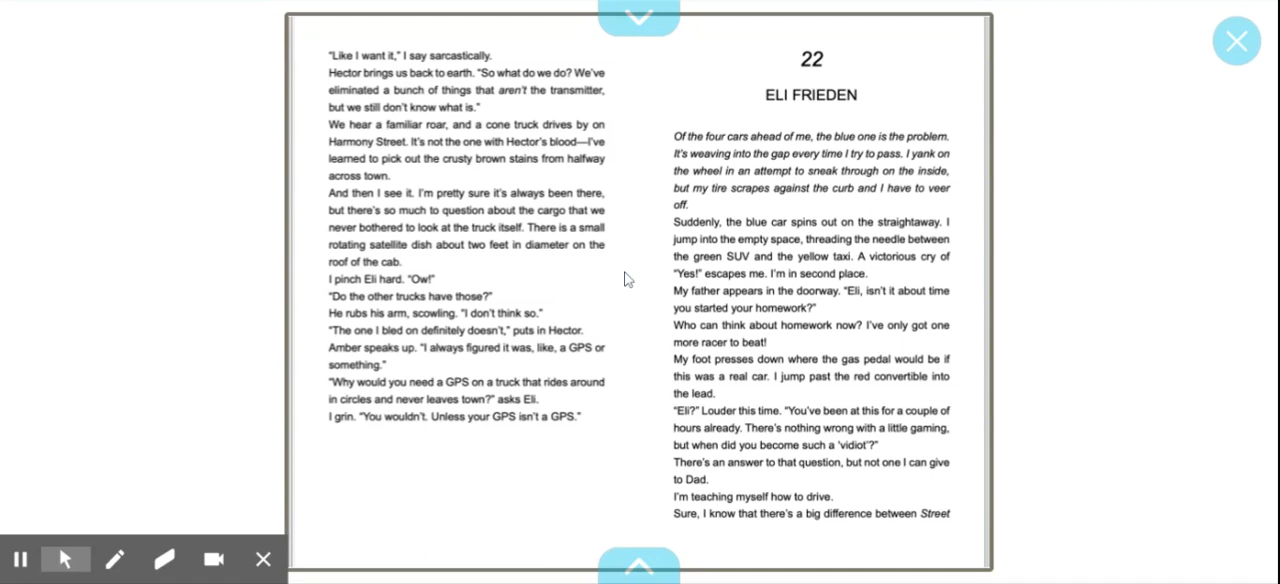 "Like I want it," I say sarcastically.
Hector brings us back to earth. "So what do we do? We've
eliminated a bunch of things that aren't the transmitter,
but we still don't know what is."
We hear a familiar roar, and a cone truck drives by on
Harmony Street. It's not the one with Hector's blood—I've
learned to pick out the crusty brown stains from halfway
across town.
And then I see it. I'm pretty sure it's always been there,
but there's so much to question about the cargo that we
never bothered to look at the truck itself. There is a small
rotating satellite dish about two feet in diameter on the
roof of the cab.
I pinch Eli hard. "Ow!"
"Do the other trucks have those?"
He rubs his arm, scowling. "I don't think so."
"The one I bled on definitely doesn't," puts in Hector.
Amber speaks up. "I always figured it was, like, a GPS or
something."
"Why would you need a GPS on a truck that rides around
in circles and never leaves town?" asks Eli.
I grin. "You wouldn't. Unless your GPS isn't a GPS."
22
ELI FRIEDEN
Of the four cars ahead of me, the blue one is the problem.
It's weaving into the gap every time I try to pass. I yank on
the wheel in an attempt to sneak through on the inside,
but my tire scrapes against the curb and I have to veer
off.
Suddenly, the blue car spins out on the straightaway. I
jump into the empty space, threading the needle between
the green SUV and the yellow taxi. A victorious cry of
"Yes!" escapes me. I'm in second place.
My father appears in the doorway. "Eli, isn't it about time
you started your homework?"
Who can think about homework now? I've only got one
more racer to beat!
My foot presses down where the gas pedal would be if
this was a real car. I jump past the red convertible into
the lead.
"Eli?" Louder this time. "You've been at this for a couple of
hours already. There's nothing wrong with a little gaming,
but when did you become such a 'vidiot'?"
There's an answer to that question, but not one I can give
to Dad.
I'm teaching myself how to drive.
Sure, I know that there's a big difference between Street